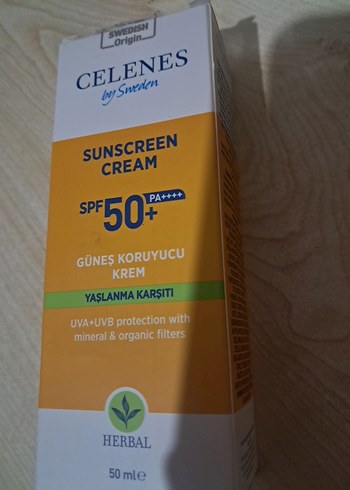 SWEDISH
Origin
CELENES
by Sweden
SUNSCREEN
CREAM
SPF 50+ PA++++
GÜNEŞ KORUYUCU
KREM
YAŞLANMA KARŞITI
UVA+UVB protection with
mineral & organic filters
HERBAL
50 ml e